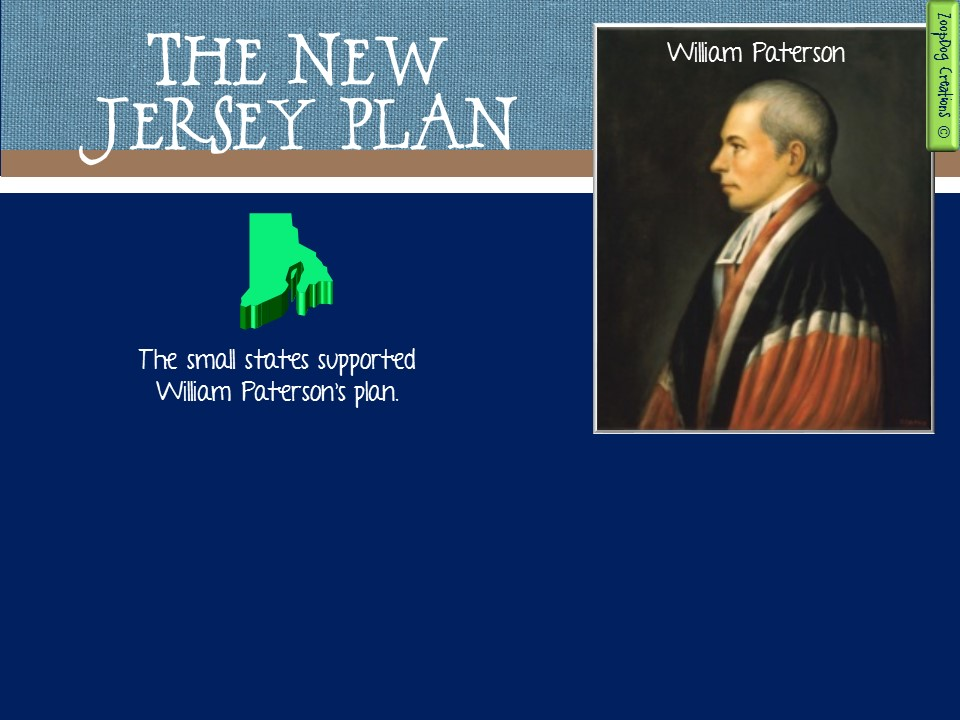 THE NEW
JERSEY PLAN
William Paterson
ZoopDog Creations ©
The small states supported
William Paterson's plan.